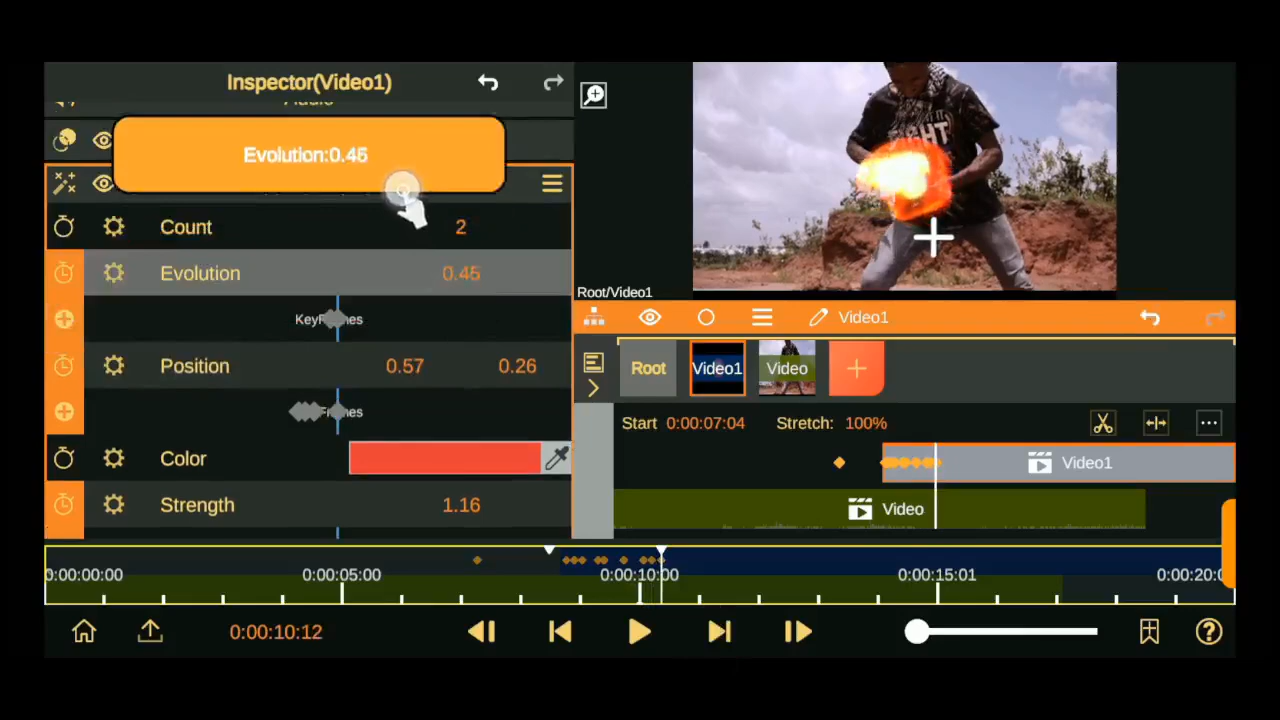 Inspector(Video1)
Audio
Evolution:0.45
Count 2
Evolution 0.45
KeyFrames
Position 0.57 0.26
Color
Strength 1.16
Root/Video1
Video1
Root Video1 Video
Start 0:00:07:04 Stretch: 100%
Video1
Video
0:00:00:00 0:00:05:00 0:00:10:00 0:00:15:01
0:00:10:12